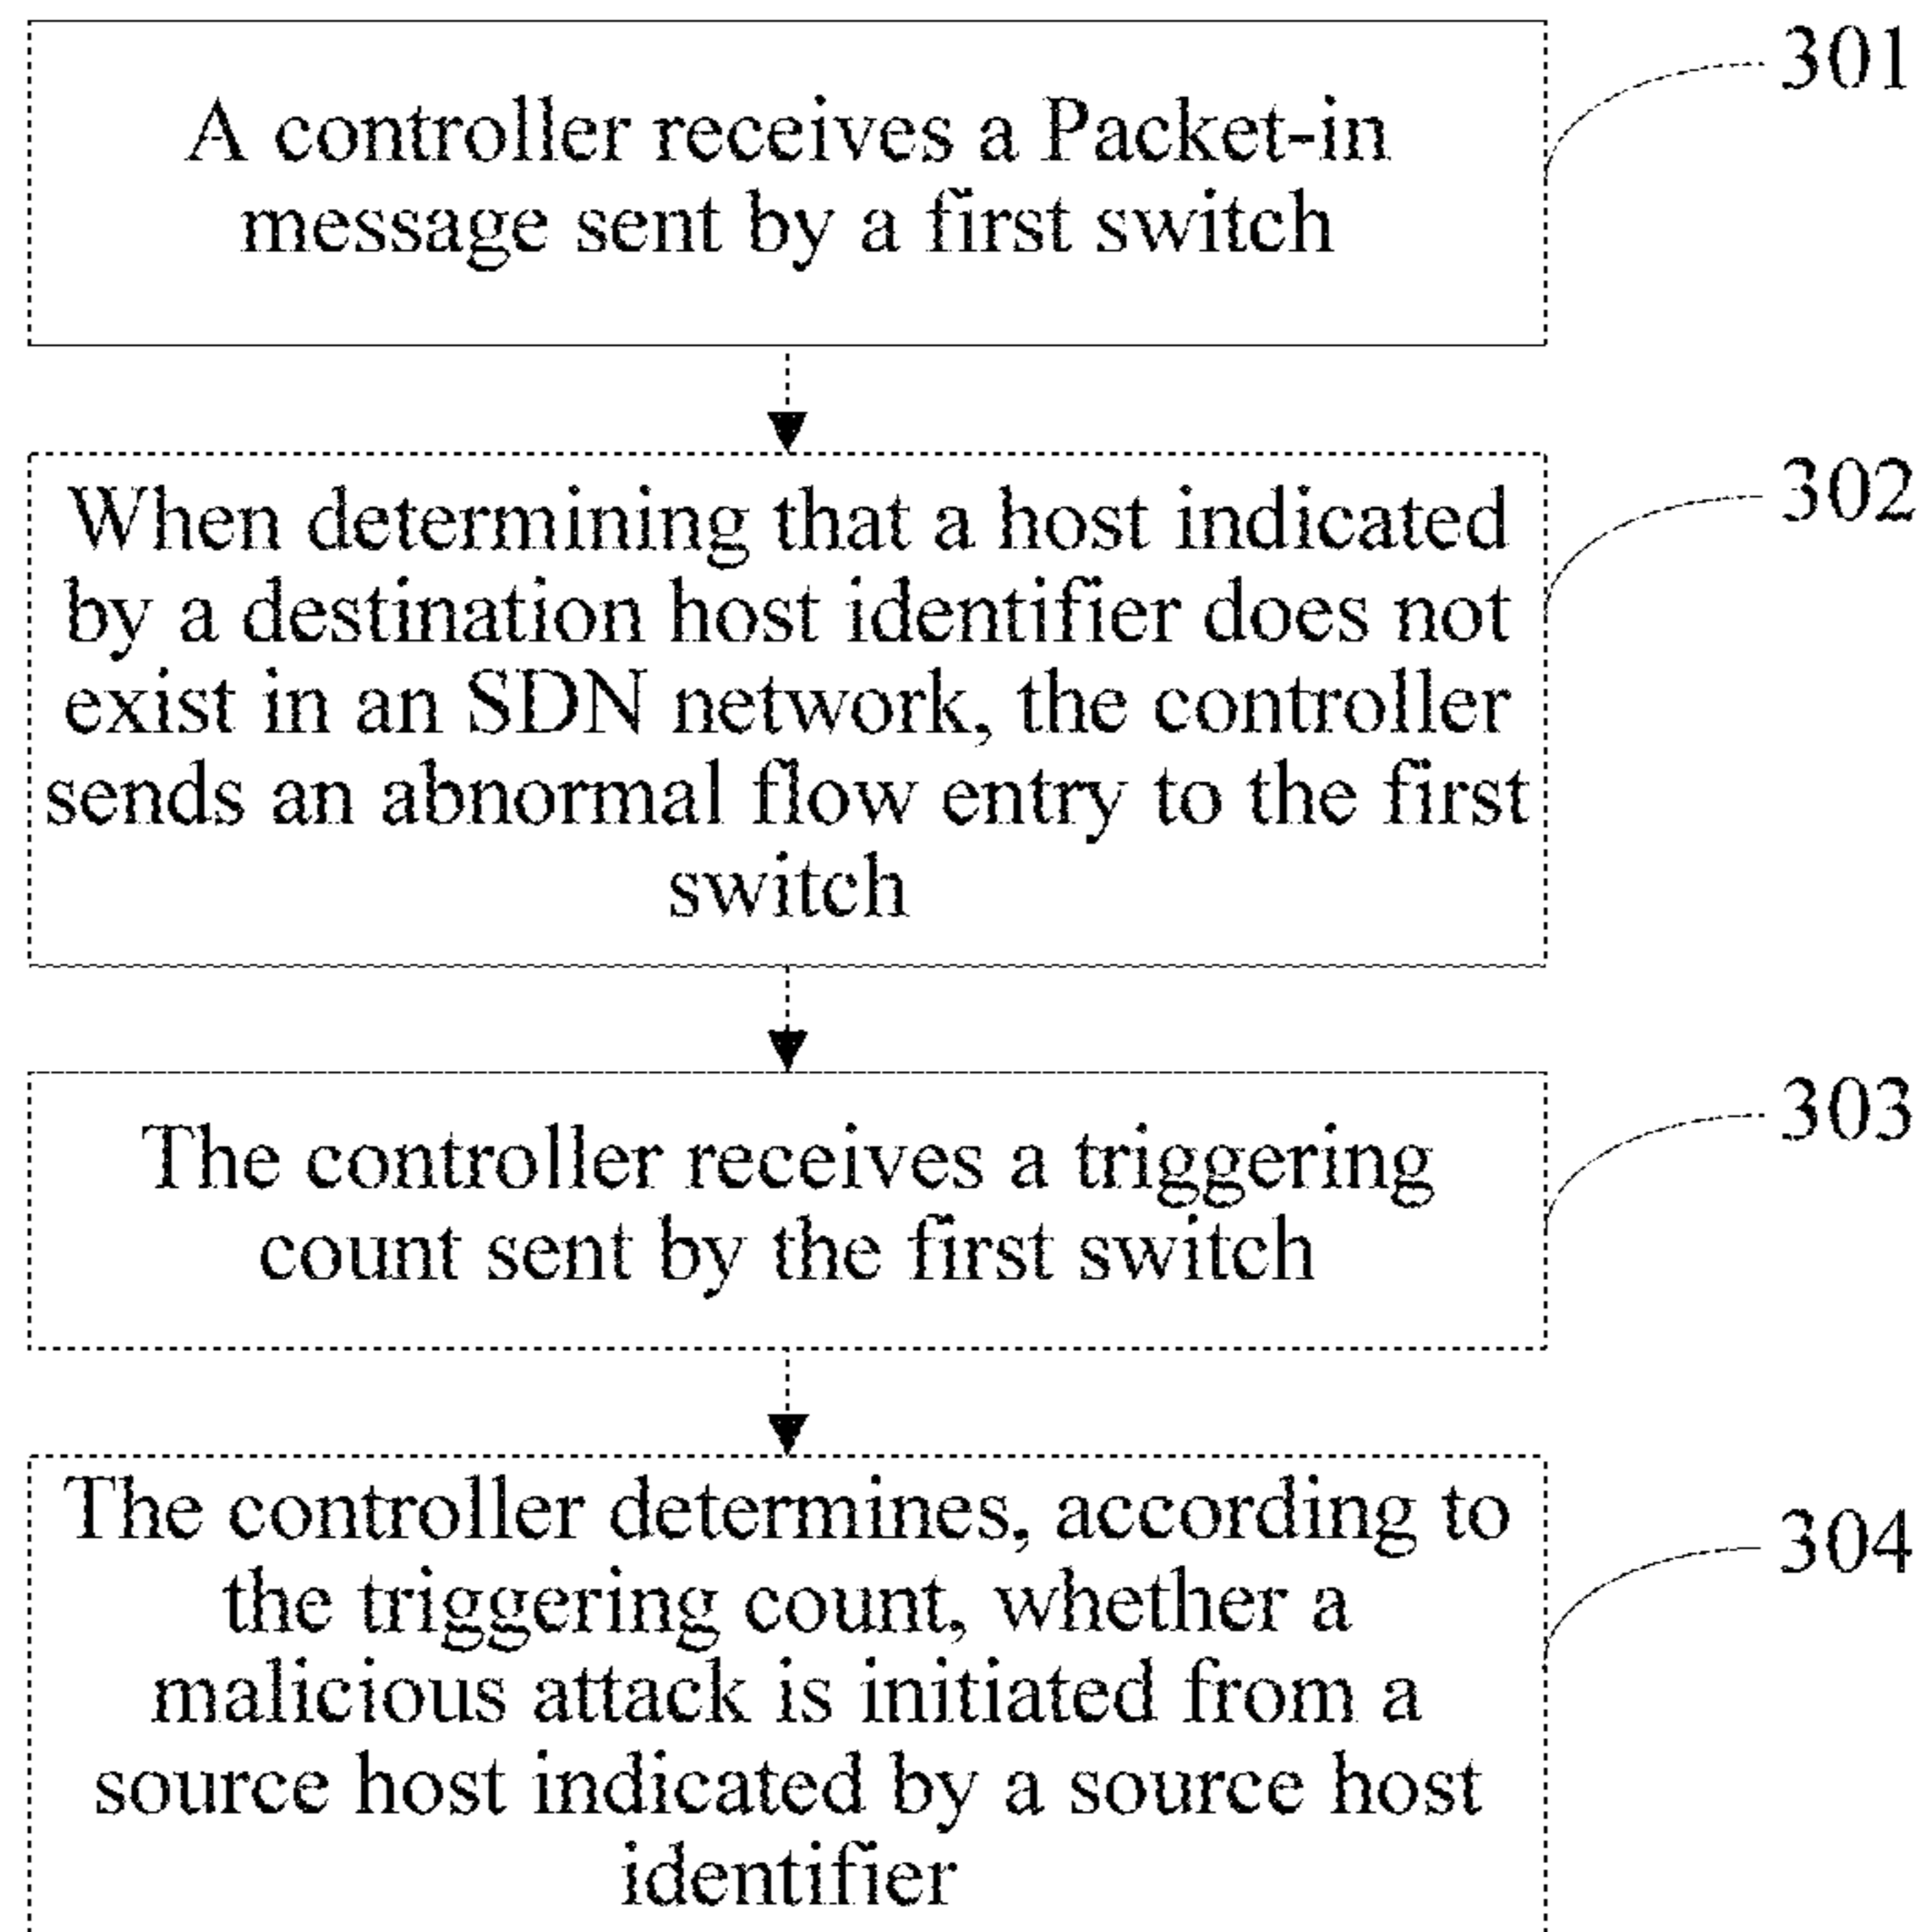 A controller receives a Packet-in
message sent by a first switch
301
When determining that a host indicated
by a destination host identifier does not
exist in an SDN network, the controller
sends an abnormal flow entry to the first
switch
302
The controller receives a triggering
count sent by the first switch
303
The controller determines, according to
the triggering count, whether a
malicious attack is initiated from a
source host indicated by a source host
identifier
304